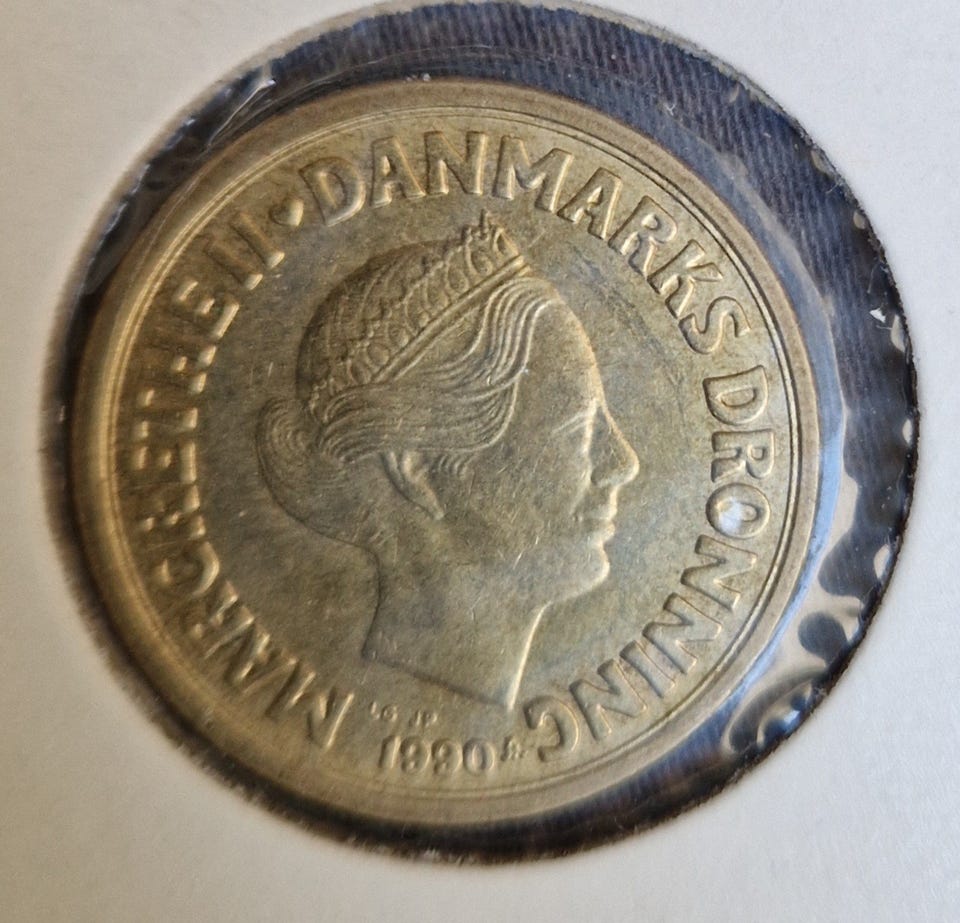 MARGRETHE II ♥ DANMARKS DRONNING
LG JP
1990